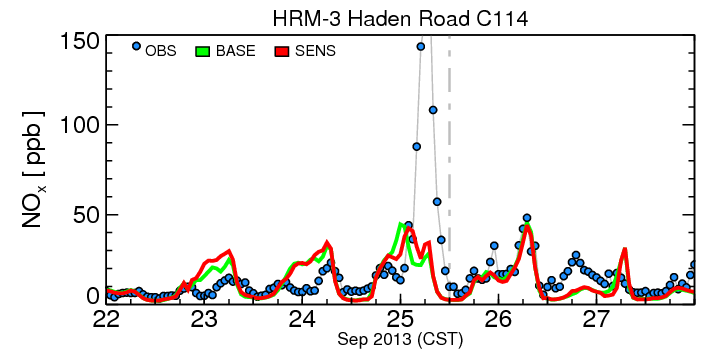 HRM-3 Haden Road C114
OBS BASE SENS
150
100
50
0
NOx [ ppb ]
22 23 24 25 26 27
Sep 2013 (CST)